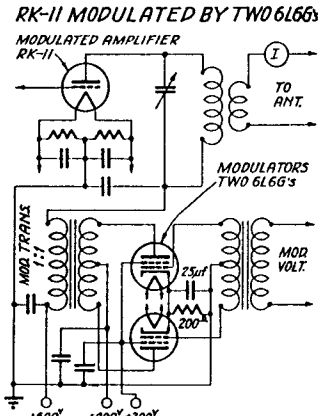 RK-11 MODULATED BY TWO 6L6Gs
MODULATED AMPLIFIER
RK-11
I
TO
ANT.
MODULATORS
TWO 6L6G's
MOD. TRANS.
1:1
25µf
200
MOD.
VOLT.